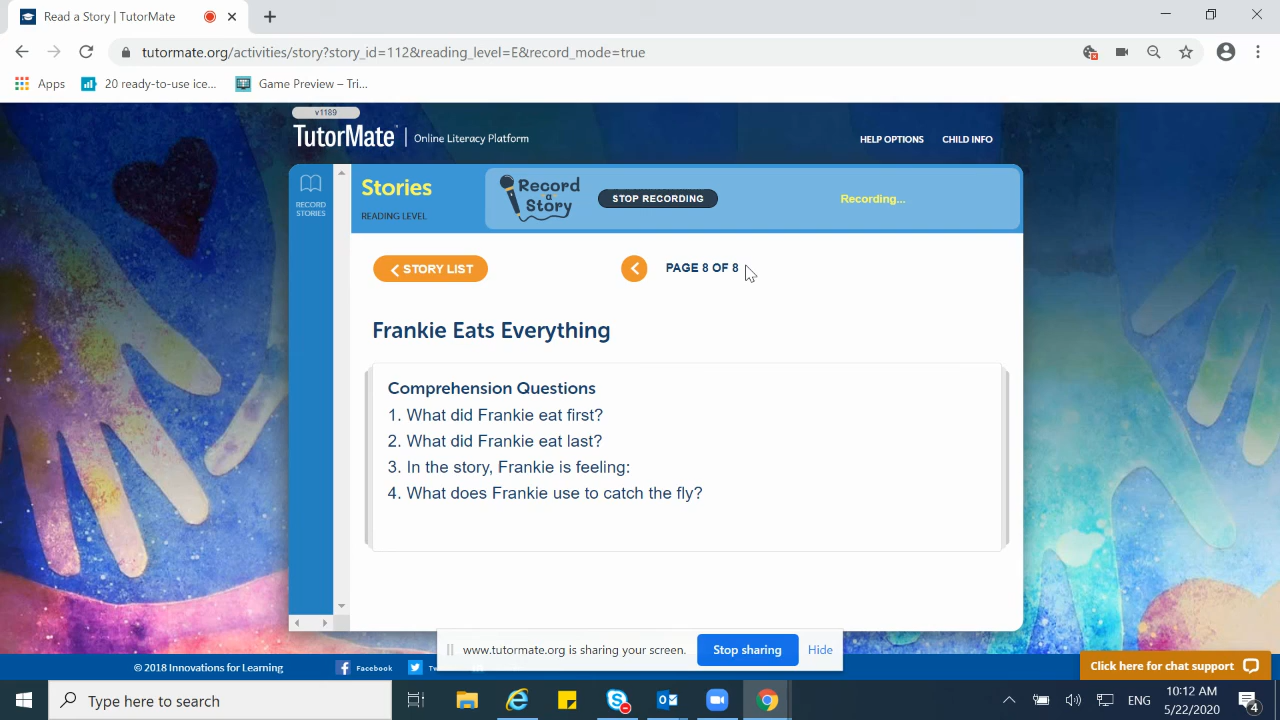 Read a Story | TutorMate
tutormate.org/activities/story?story_id=112&reading_level=E&record_mode=true
Apps
20 ready-to-use ice...
Game Preview – Tri...
v1189
TutorMate | Online Literacy Platform
HELP OPTIONS
CHILD INFO
RECORD
STORIES
Stories
READING LEVEL
Record
a
Story
STOP RECORDING
Recording...
STORY LIST
PAGE 8 OF 8
Frankie Eats Everything
Comprehension Questions
1. What did Frankie eat first?
2. What did Frankie eat last?
3. In the story, Frankie is feeling:
4. What does Frankie use to catch the fly?
www.tutormate.org is sharing your screen.
Stop sharing
Hide
© 2018 Innovations for Learning
Facebook
Click here for chat support
Type here to search
ENG
10:12 AM
5/22/2020
4